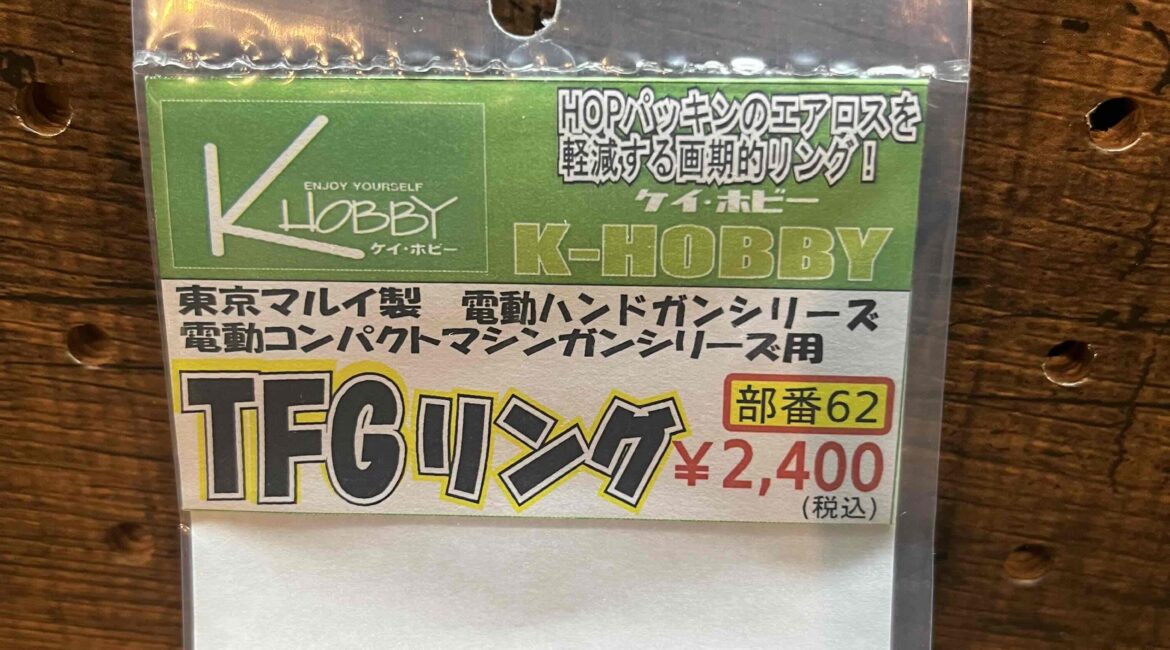 ENJOY YOURSELF
K HOBBY
ケイ・ホビー
HOPパッキンのエアロスを
軽減する画期的リング！
ケイ・ホビー
K-HOBBY
東京マルイ製　電動ハンドガンシリーズ
電動コンパクトマシンガンシリーズ用
TFGリング
部番62
¥2,400
(税込)